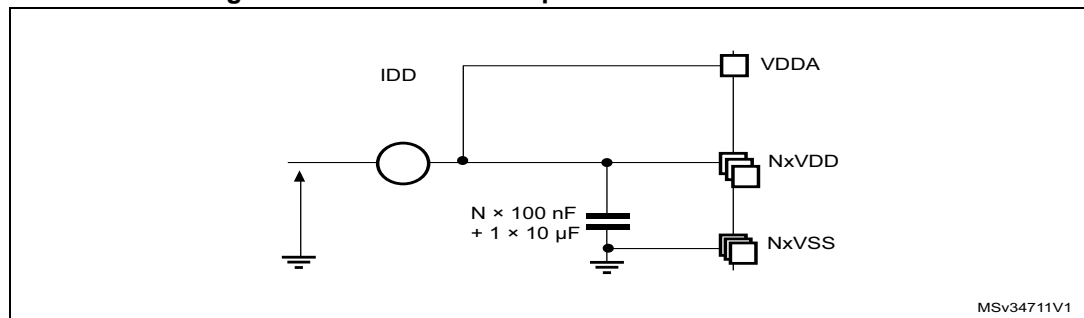 IDD
VDDA
NxVDD
N × 100 nF
+ 1 × 10 μF
NxVSS
MSv34711V1